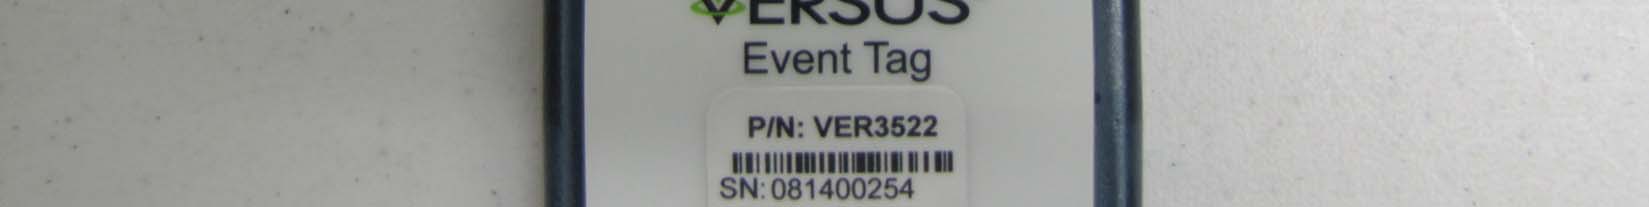 VERSUS
Event Tag
P/N: VER3522
SN: 081400254